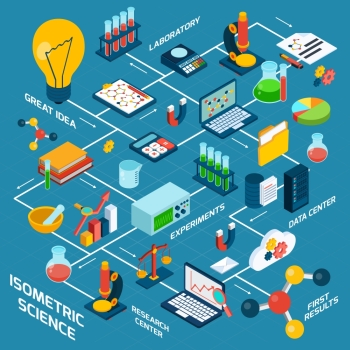 LABORATORY
GREAT IDEA
EXPERIMENTS
DATA CENTER
ISOMETRIC
SCIENCE
RESEARCH
CENTER
FIRST
RESULTS